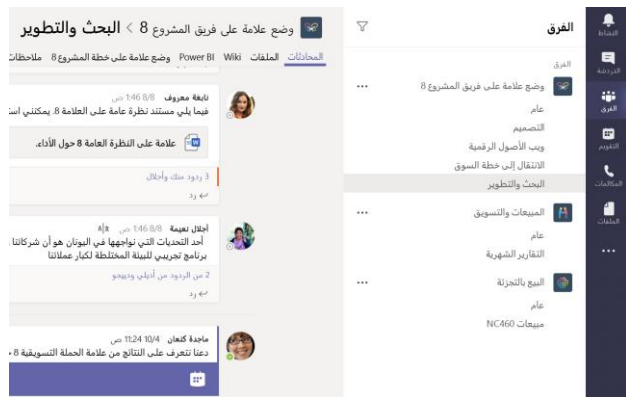 النشاط
الدردشة
الفرق
التقويم
المكالمات
الملفات
الفرق
الفرق
وضع علامة على فريق المشروع 8
عام
التصميم
ويب الأصول الرقمية
الانتقال إلى خطة السوق
البحث والتطوير
المبيعات والتسويق
عام
التقارير الشهرية
البيع بالتجزئة
عام
مبيعات NC460
وضع علامة على فريق المشروع 8 > البحث والتطوير
المحادثات الملفات Wiki Power BI وضع علامة على خطة المشروع 8 ملاحظات
نابغة معروف 8/8 1:46 ص
فيما يلي مستند نظرة عامة على العلامة 8. يمكنني
علامة على النظرة العامة 8 حول الأداء.
3 ردود منك وأجلال
رد
أجلال نعيمة 8/8 1:46 ص
أحد التحديات التي نواجهها في اليونان هو أن شركاتنا
برنامج تجريبي للبيئة المختلطة لكبار عملائنا
2 من الردود من أديلي ودييجو
رد
ماجدة كنعان 10/4 11:24 ص
دعنا نتعرف على النتائج من علامة الحملة التسويقية 8